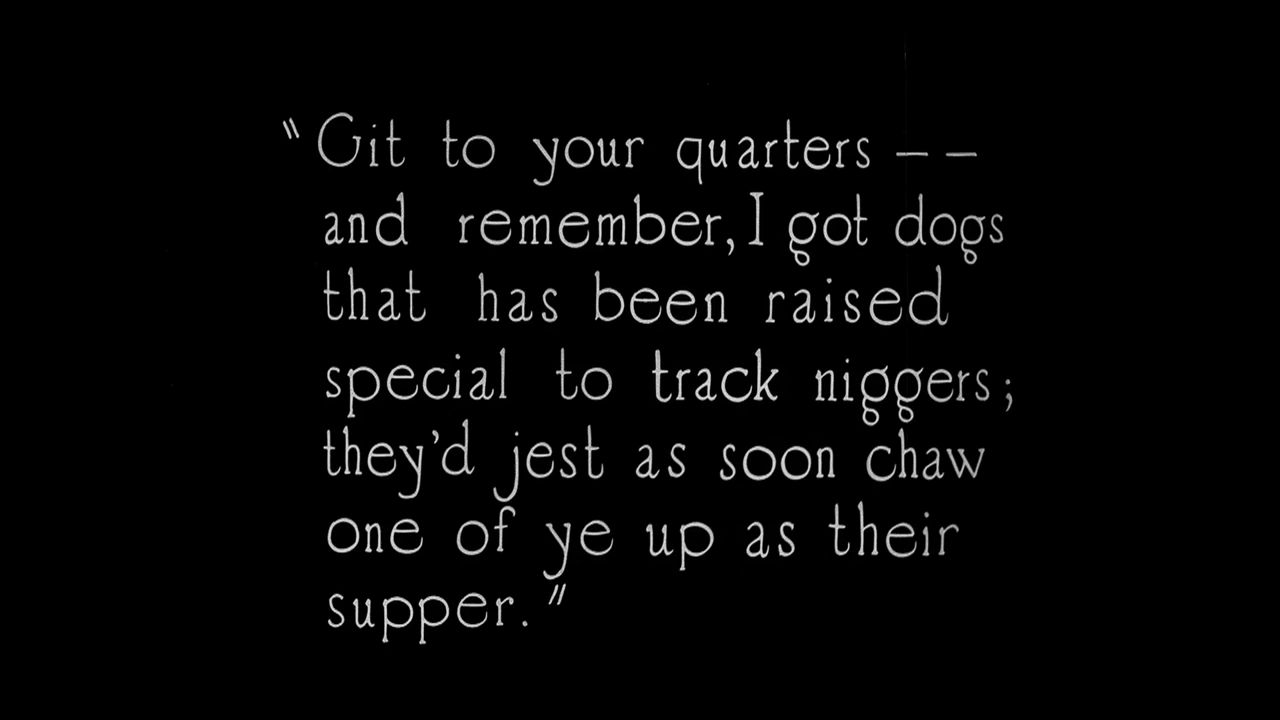 "Git to your quarters --
and remember, I got dogs
that has been raised
special to track niggers;
they'd jest as soon chaw
one of ye up as their
supper."